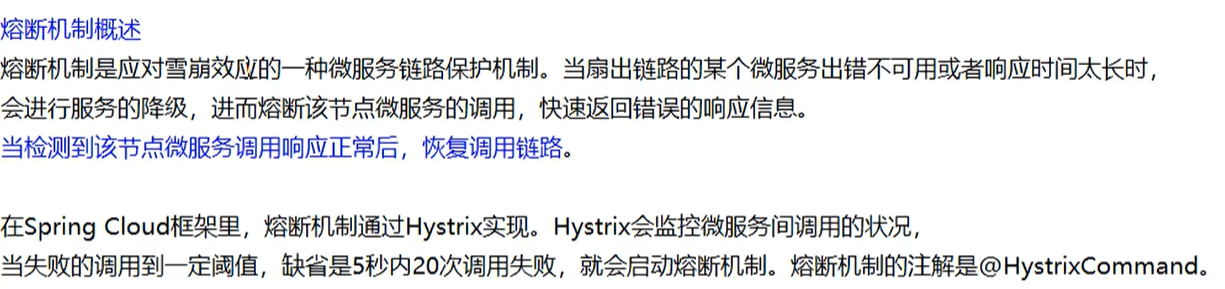 熔断机制概述
熔断机制是应对雪崩效应的一种微服务链路保护机制。当扇出链路的某个微服务出错不可用或者响应时间太长时，
会进行服务的降级，进而熔断该节点微服务的调用，快速返回错误的响应信息。
当检测到该节点微服务调用响应正常后，恢复调用链路。
在Spring Cloud框架里，熔断机制通过Hystrix实现。Hystrix会监控微服务间调用的状况，
当失败的调用到一定阈值，缺省是5秒内20次调用失败，就会启动熔断机制。熔断机制的注解是@HystrixCommand。